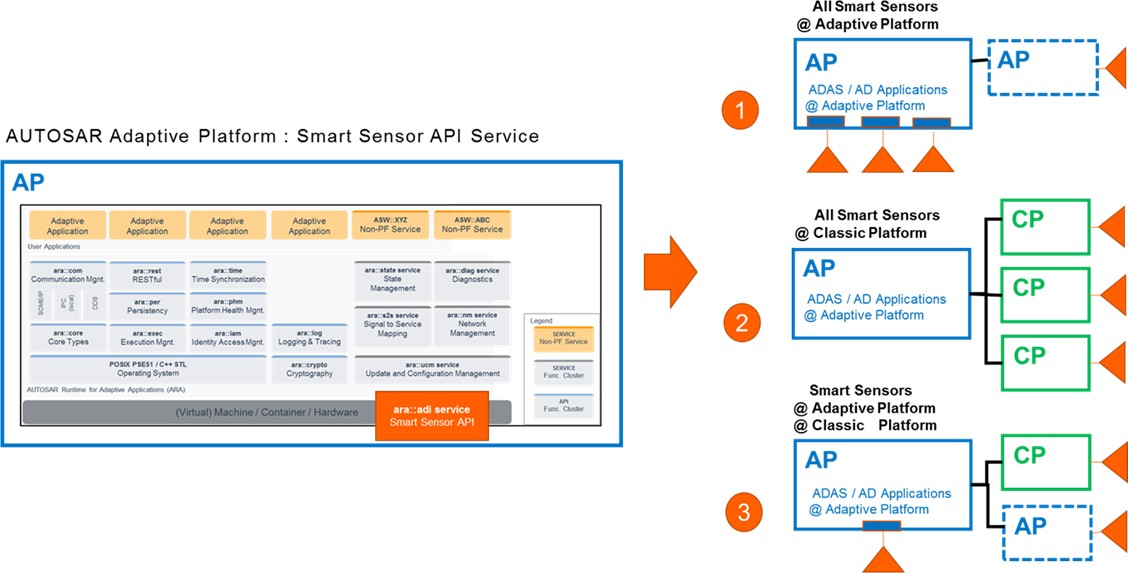 AUTOSAR Adaptive Platform : Smart Sensor API Service
AP
Adaptive
Application
Adaptive
Application
Adaptive
Application
Adaptive
Application
ASW::XYZ
Non-PF Service
ASW::ABC
Non-PF Service
User Applications
ara::com
Communication Mgnt.
SOME/IP
IPC
(local)
DDS
ara::rest
RESTful
ara::time
Time Synchronization
ara::per
Persistency
ara::phm
Platform Health Mgnt.
ara::core
Core Types
ara::exec
Execution Mgnt.
ara::iam
Identity Access Mgnt.
ara::log
Logging & Tracing
ara::state service
State
Management
ara::diag service
Diagnostics
ara::s2s service
Signal to Service
Mapping
ara::nm service
Network
Management
POSIX PSE51 / C++ STL
Operating System
ara::crypto
Cryptography
ara::ucm service
Update and Configuration Management
AUTOSAR Runtime for Adaptive Applications (ARA)
(Virtual) Machine / Container / Hardware
ara::adi service
Smart Sensor API
Legend
SERVICE
Non-PF Service
SERVICE
Func. Cluster
API
Func. Cluster
1
All Smart Sensors
@ Adaptive Platform
AP
ADAS / AD Applications
@ Adaptive Platform
AP
2
All Smart Sensors
@ Classic Platform
AP
ADAS / AD Applications
@ Adaptive Platform
CP
CP
CP
3
Smart Sensors
@ Adaptive Platform
@ Classic Platform
AP
ADAS / AD Applications
@ Adaptive Platform
CP
AP